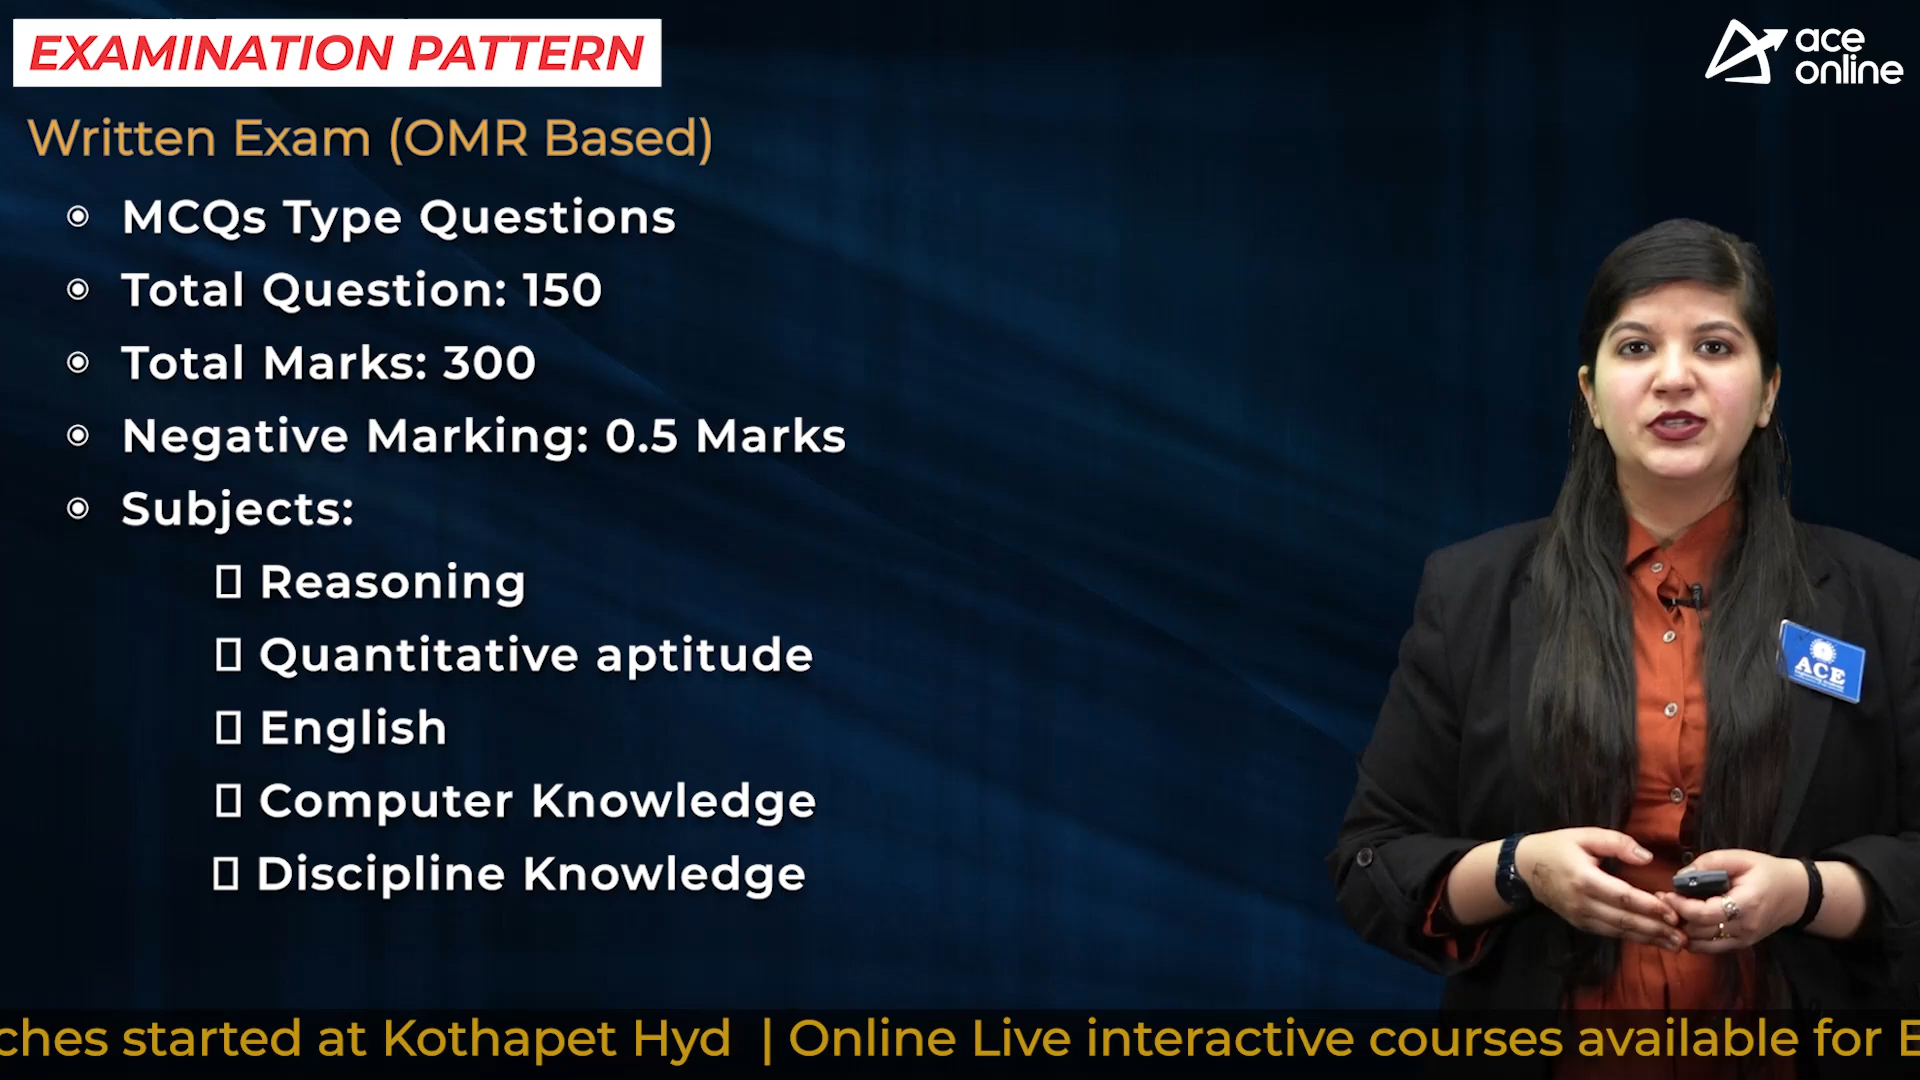 EXAMINATION PATTERN
ace
online
Written Exam (OMR Based)
MCQs Type Questions
Total Question: 150
Total Marks: 300
Negative Marking: 0.5 Marks
Subjects:
Reasoning
Quantitative aptitude
English
Computer Knowledge
Discipline Knowledge
ACE
ches started at Kothapet Hyd | Online Live interactive courses available for E